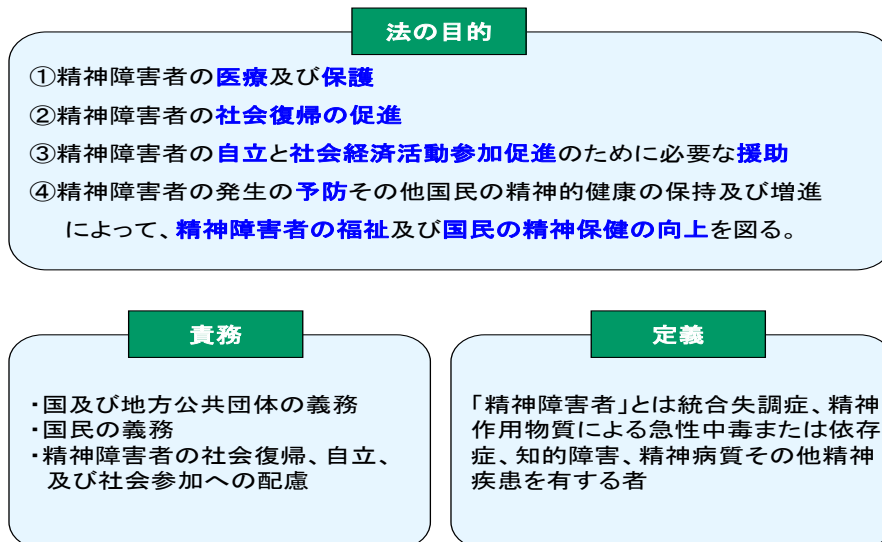 法の目的
①精神障害者の医療及び保護
②精神障害者の社会復帰の促進
③精神障害者の自立と社会経済活動参加促進のために必要な援助
④精神障害者の発生の予防その他国民の精神的健康の保持及び増進
によって、精神障害者の福祉及び国民の精神保健の向上を図る。
責務
・国及び地方公共団体の義務
・国民の義務
・精神障害者の社会復帰、自立、
及び社会参加への配慮
定義
「精神障害者」とは統合失調症、精神
作用物質による急性中毒または依存
症、知的障害、精神病質その他精神
疾患を有する者